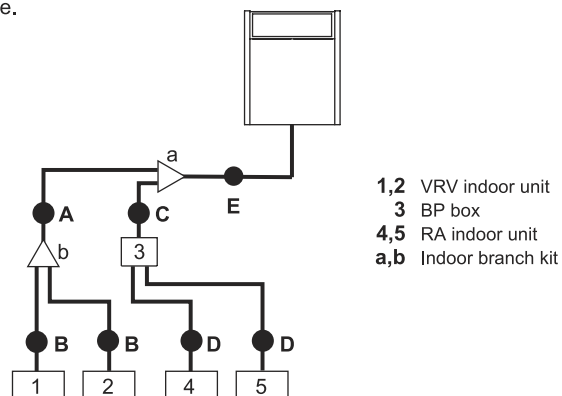 e.
a
E
A
C
b
3
B
B
D
D
1
2
4
5
1,2 VRV indoor unit
3 BP box
4,5 RA indoor unit
a,b Indoor branch kit